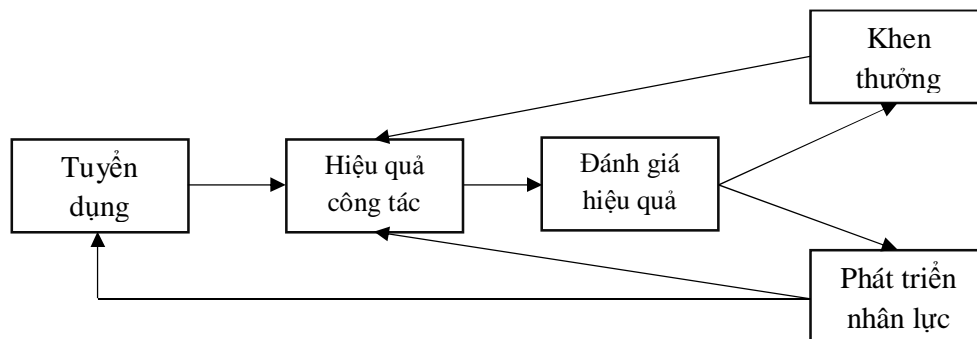 Khen
thưởng
Tuyển
dụng
Hiệu quả
công tác
Đánh giá
hiệu quả
Phát triển
nhân lực